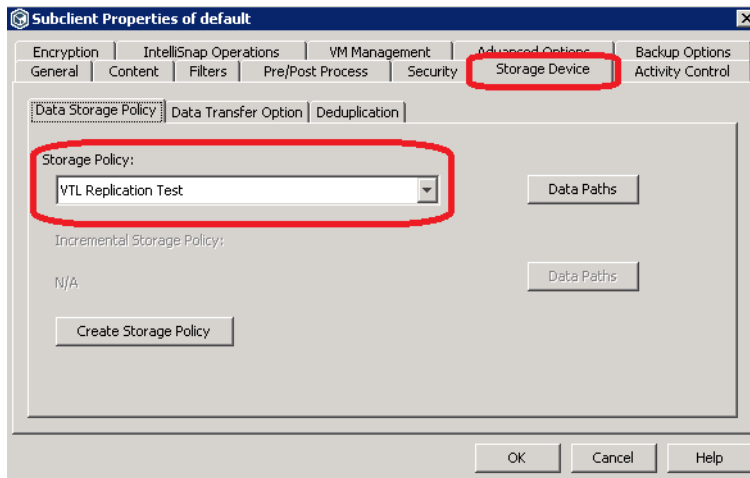 Subclient Properties of default
Encryption IntelliSnap Operations VM Management Advanced Options Backup Options
General Content Filters Pre/Post Process Security Storage Device Activity Control
Data Storage Policy Data Transfer Option Deduplication
Storage Policy:
VTL Replication Test Data Paths
Incremental Storage Policy:
N/A Data Paths
Create Storage Policy
OK Cancel Help